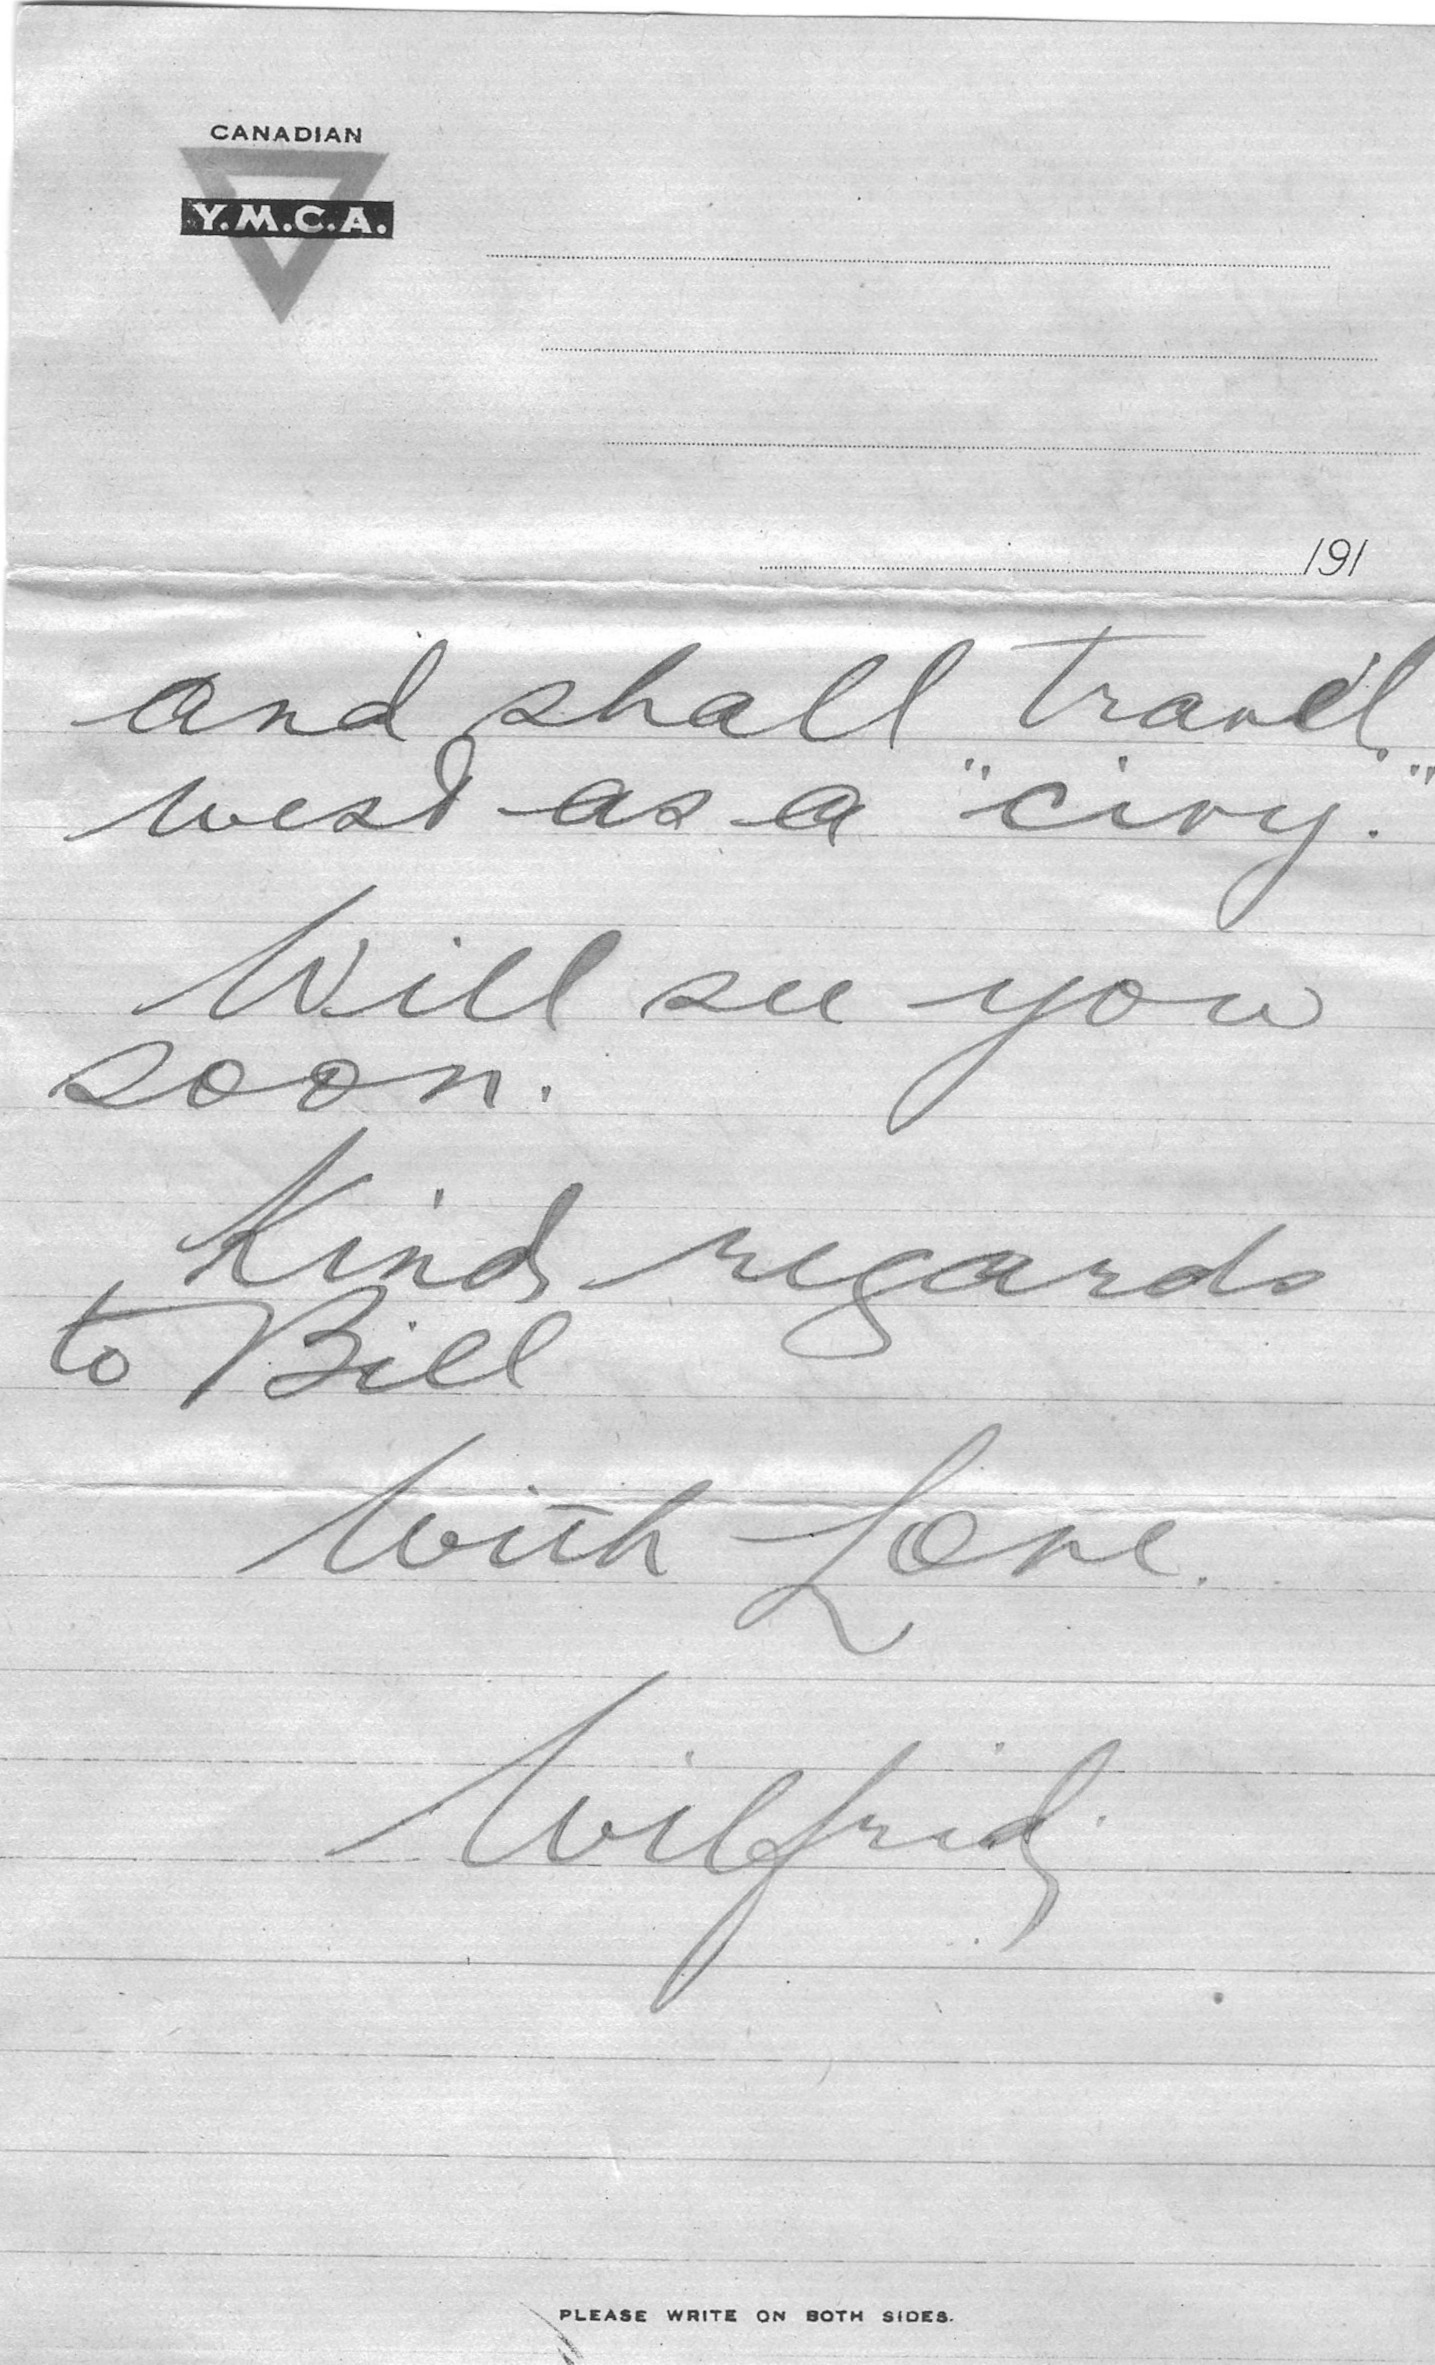 CANADIAN
Y.M.C.A.
191
and shall travel
west as a "civy."
Will see you
soon.
Kind regards
to Bill
With Love.
Wilfrid.
PLEASE WRITE ON BOTH SIDES.